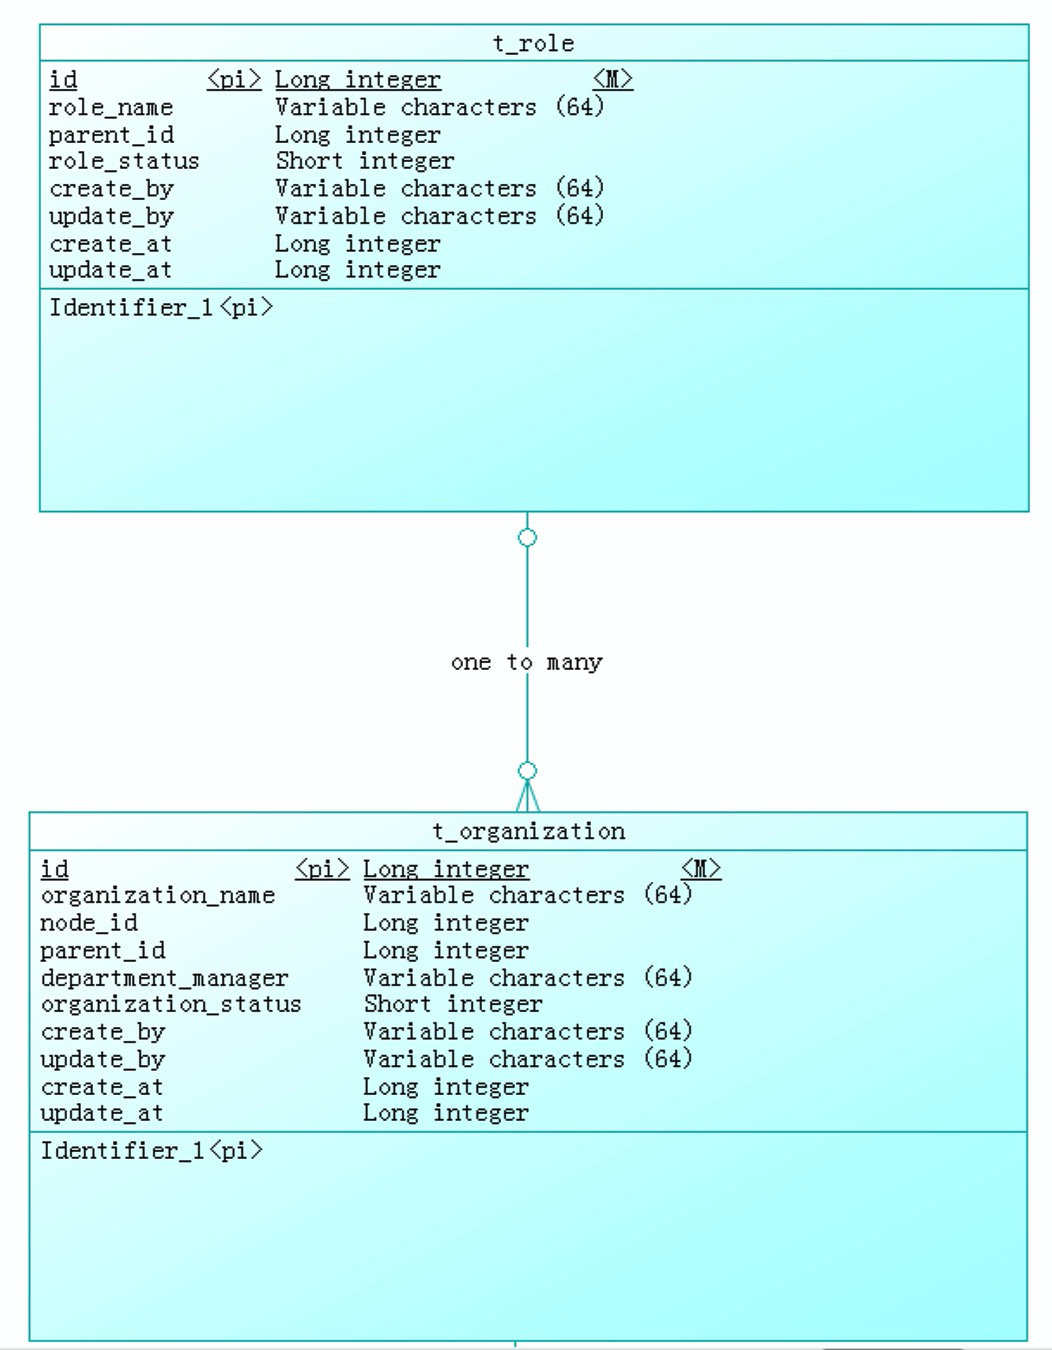 t_role
id <pi> Long integer <M>
role_name Variable characters (64)
parent_id Long integer
role_status Short integer
create_by Variable characters (64)
update_by Variable characters (64)
create_at Long integer
update_at Long integer
Identifier_1 <pi>
one to many
t_organization
id <pi> Long integer <M>
organization_name Variable characters (64)
node_id Long integer
parent_id Long integer
department_manager Variable characters (64)
organization_status Short integer
create_by Variable characters (64)
update_by Variable characters (64)
create_at Long integer
update_at Long integer
Identifier_1 <pi>